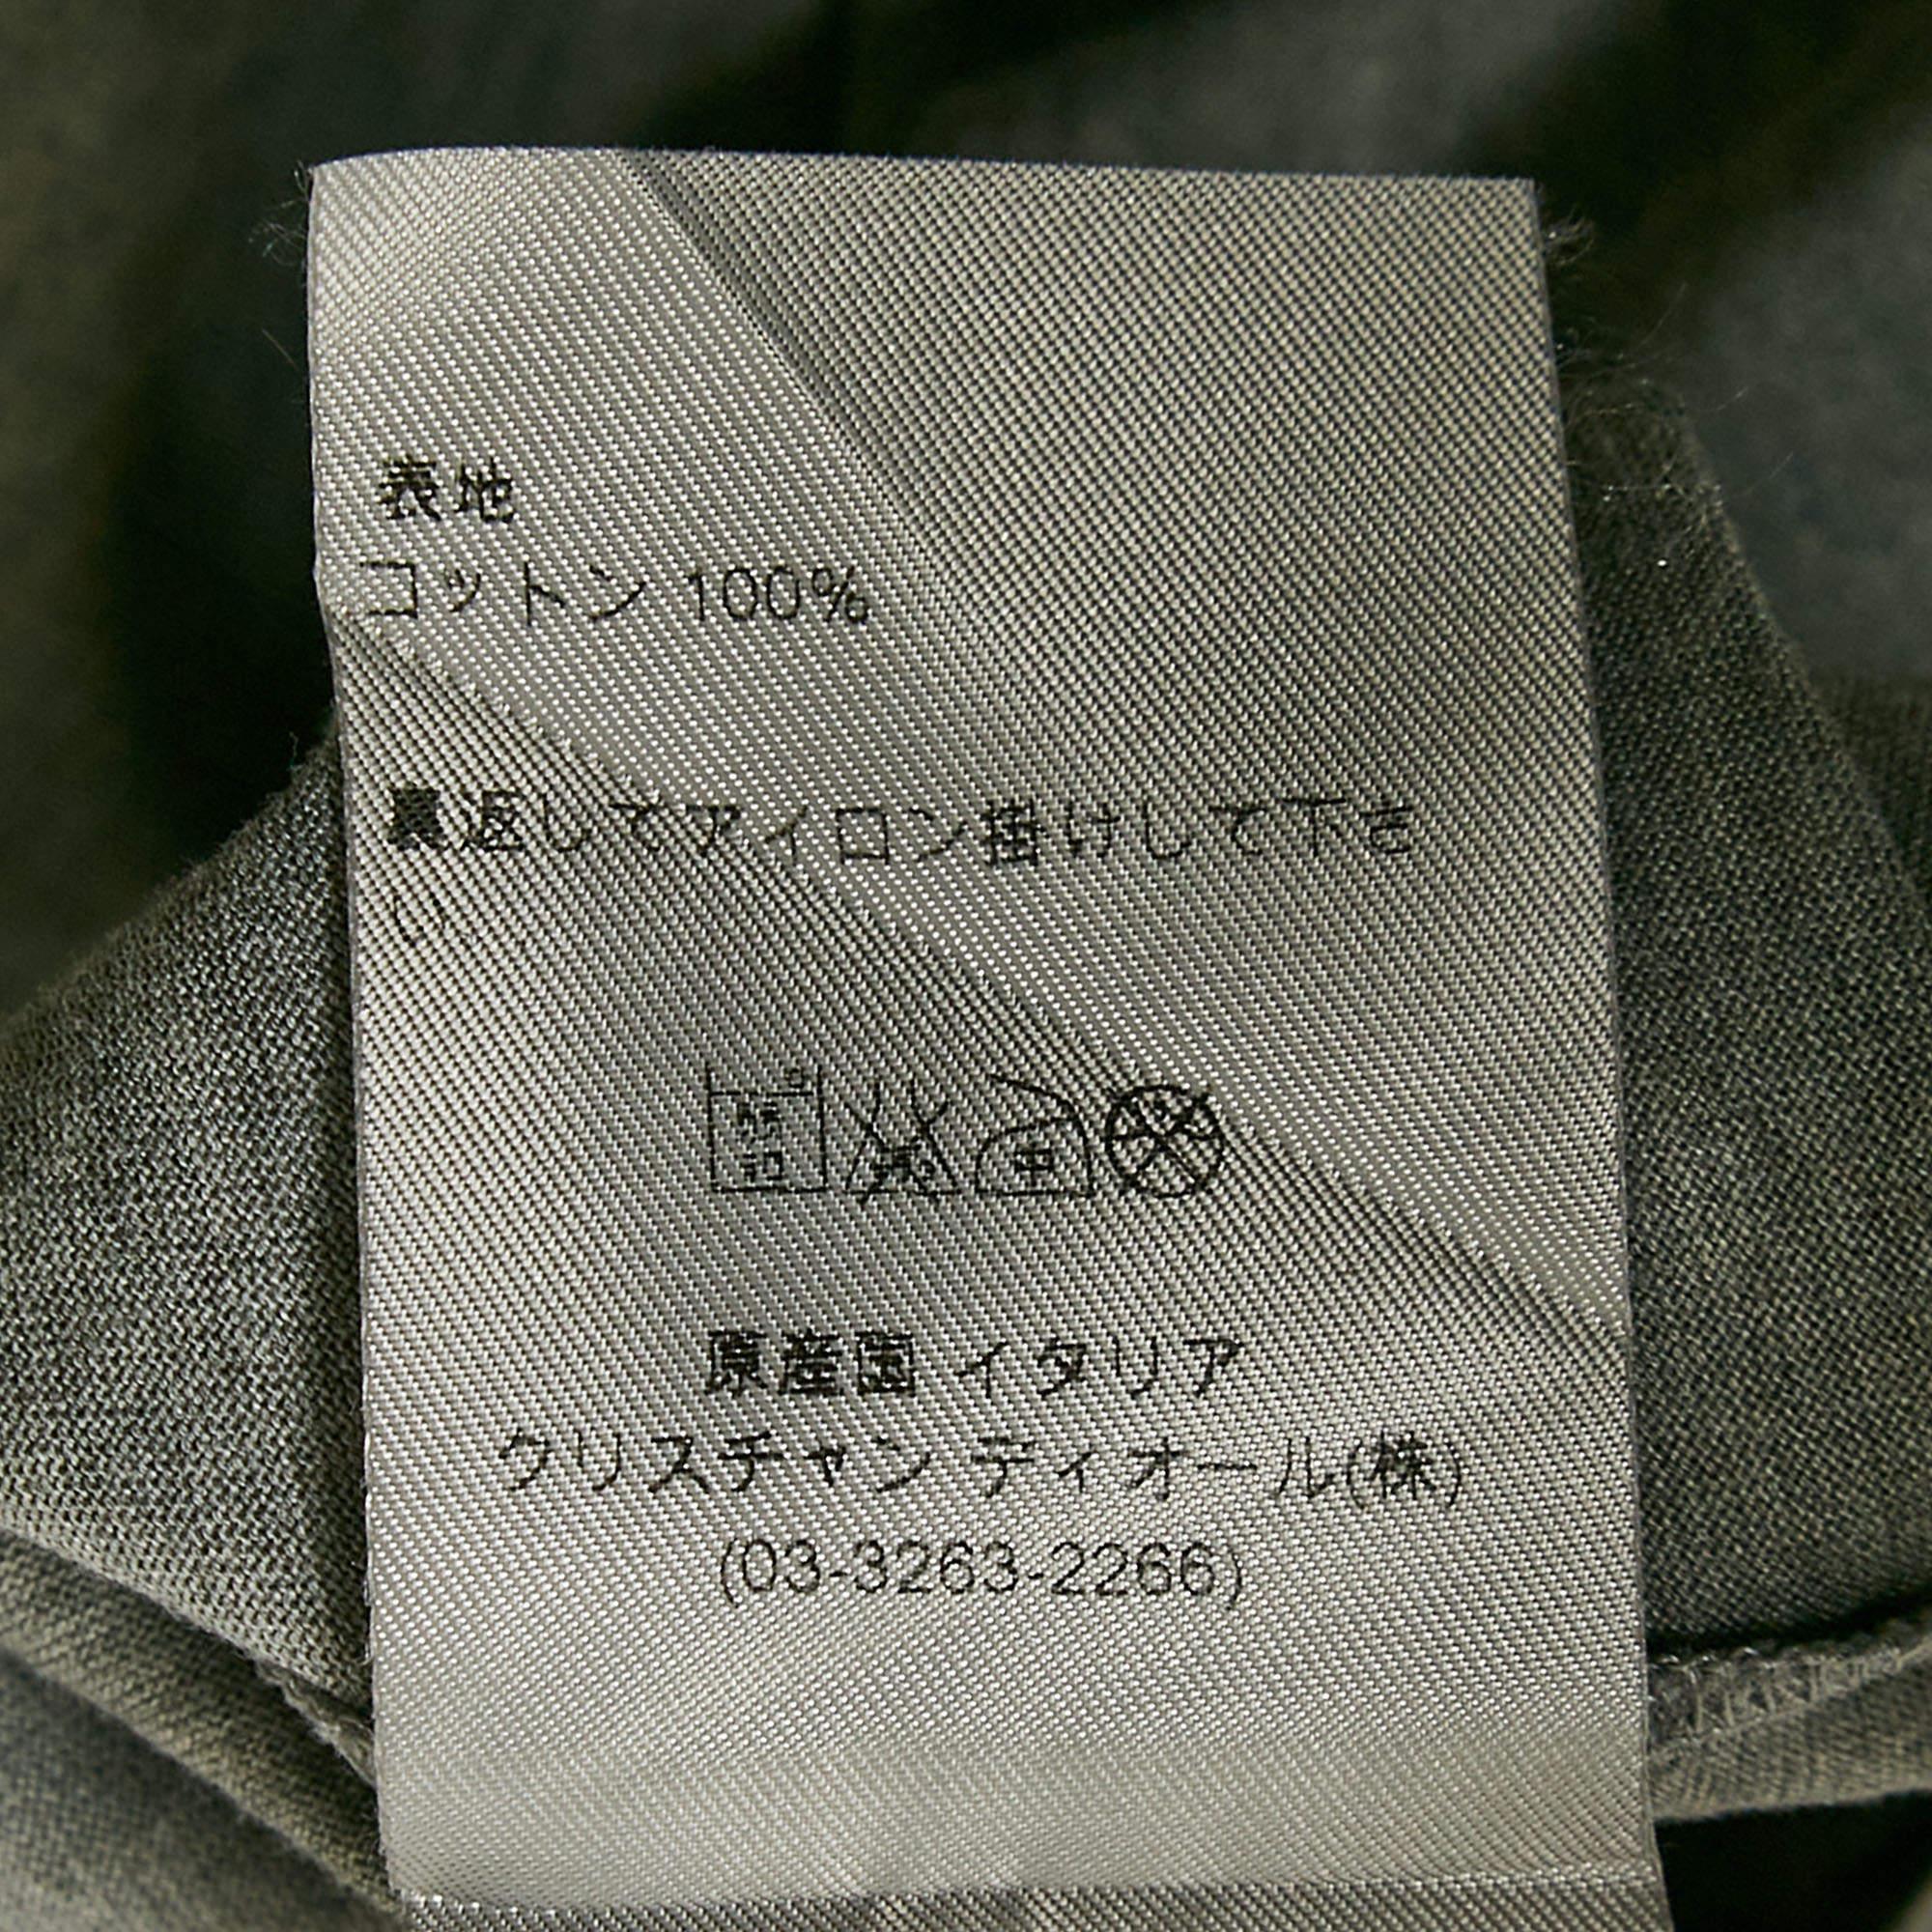 表地
コットン 100%
裏返してアイロン掛けして下さ
い
中
原産国 イタリア
クリスチャン ディオール(株)
(03-3263-2266)